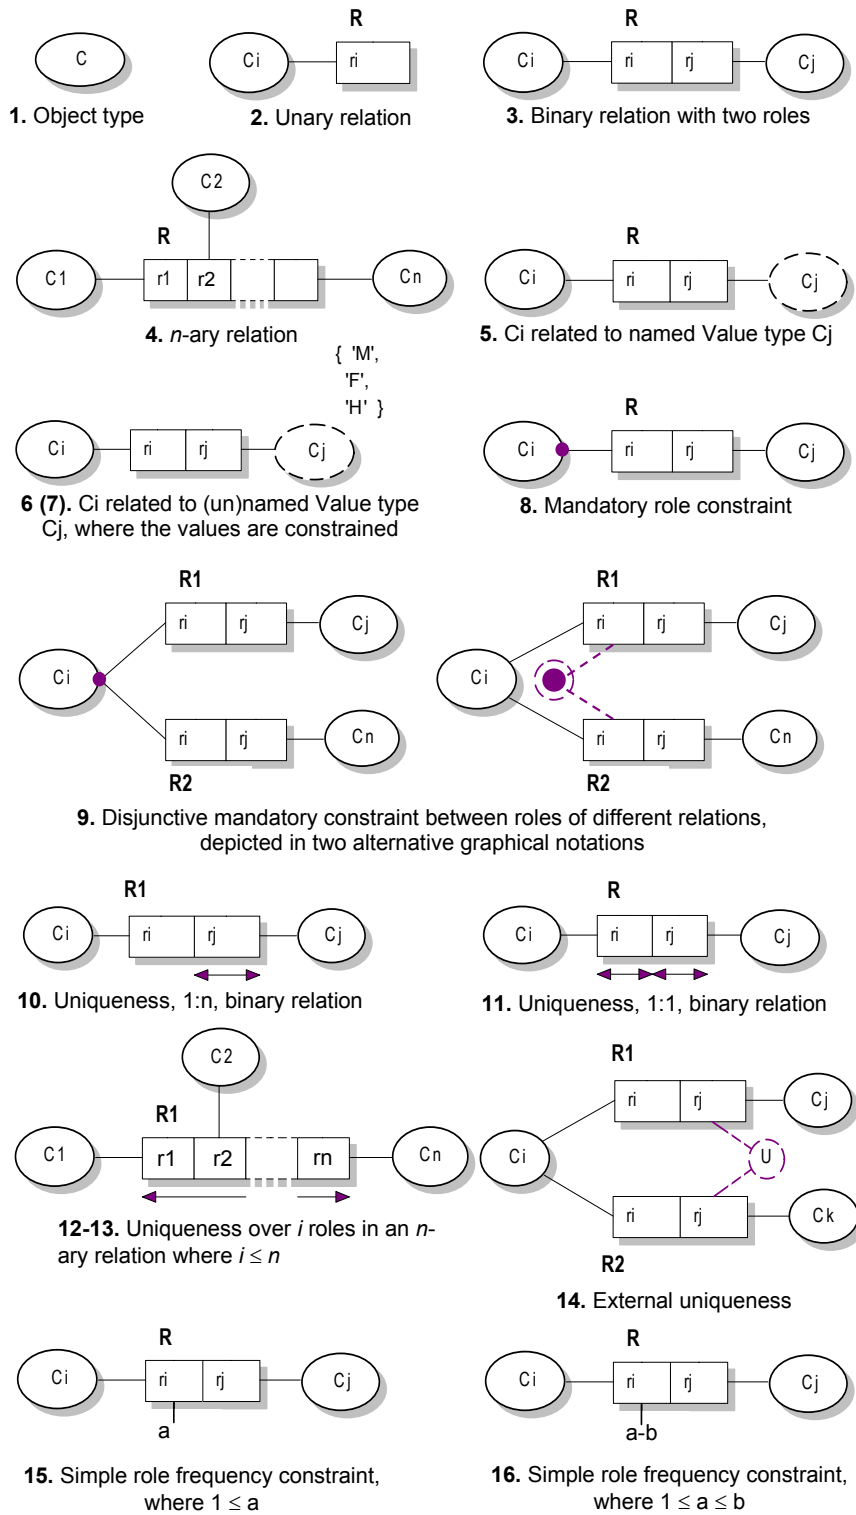 R
R
C
Ci
ri
Ci
ri
rj
Cj
1. Object type
2. Unary relation
3. Binary relation with two roles
C2
R
R
C1
r1
r2
Cn
Ci
ri
rj
Cj
4. n-ary relation
5. Ci related to named Value type Cj
{ 'M',
'F',
'H' }
R
Ci
ri
rj
Cj
Ci
ri
rj
Cj
6 (7). Ci related to (un)named Value type
Cj, where the values are constrained
8. Mandatory role constraint
R1
R1
ri
rj
Cj
ri
rj
Cj
Ci
Ci
ri
rj
Cn
ri
rj
Cn
R2
R2
9. Disjunctive mandatory constraint between roles of different relations,
depicted in two alternative graphical notations
R1
R
Ci
ri
rj
Cj
Ci
ri
rj
Cj
10. Uniqueness, 1:n, binary relation
11. Uniqueness, 1:1, binary relation
C2
R1
R1
ri
rj
Cj
C1
r1
r2
rn
Cn
Ci
U
ri
rj
Ck
12-13. Uniqueness over i roles in an n-
ary relation where i ≤ n
R2
14. External uniqueness
R
R
Ci
ri
rj
Cj
Ci
ri
rj
Cj
a
a-b
15. Simple role frequency constraint,
where 1 ≤ a
16. Simple role frequency constraint,
where 1 ≤ a ≤ b